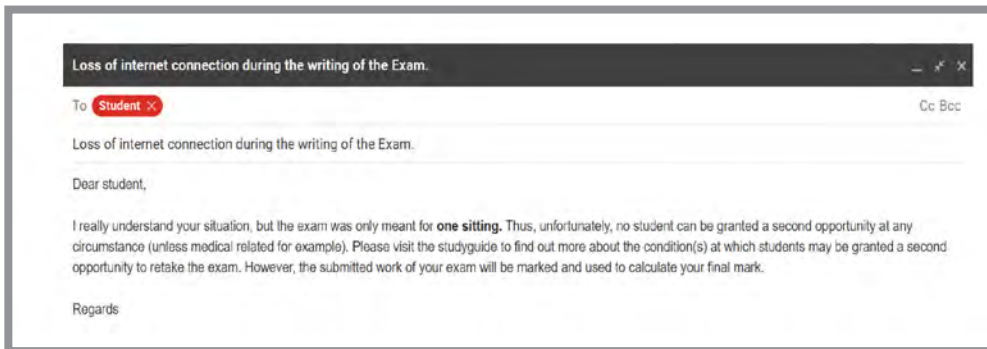 Loss of internet connection during the writing of the Exam.
To Student × Cc Bcc
Loss of internet connection during the writing of the Exam.
Dear student,
I really understand your situation, but the exam was only meant for one sitting. Thus, unfortunately, no student can be granted a second opportunity at any
circumstance (unless medical related for example). Please visit the studyguide to find out more about the condition(s) at which students may be granted a second
opportunity to retake the exam. However, the submitted work of your exam will be marked and used to calculate your final mark.
Regards